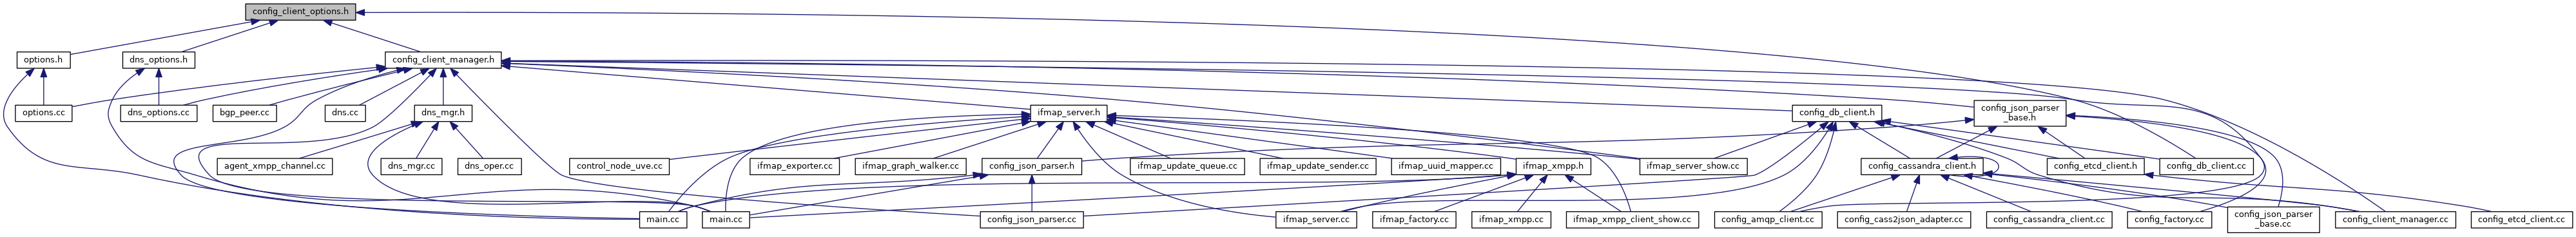 config_client_options.h
options.h
dns_options.h
config_client_manager.h
options.cc
dns_options.cc
bgp_peer.cc
dns.cc
dns_mgr.h
ifmap_server.h
config_db_client.h
config_json_parser
_base.h
agent_xmpp_channel.cc
dns_mgr.cc
dns_oper.cc
control_node_uve.cc
ifmap_exporter.cc
ifmap_graph_walker.cc
config_json_parser.h
ifmap_update_queue.cc
ifmap_update_sender.cc
ifmap_uuid_mapper.cc
ifmap_xmpp.h
ifmap_server_show.cc
config_cassandra_client.h
config_etcd_client.h
config_db_client.cc
main.cc
main.cc
config_json_parser.cc
ifmap_server.cc
ifmap_factory.cc
ifmap_xmpp.cc
ifmap_xmpp_client_show.cc
config_amqp_client.cc
config_cass2json_adapter.cc
config_cassandra_client.cc
config_factory.cc
config_json_parser
_base.cc
config_client_manager.cc
config_etcd_client.cc